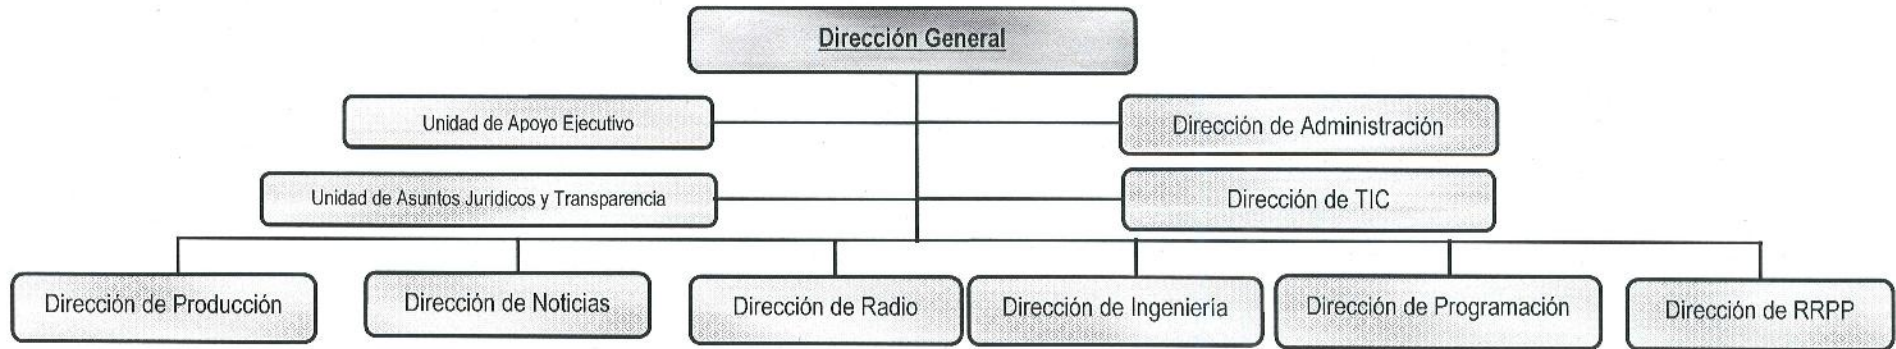 Dirección General
Unidad de Apoyo Ejecutivo
Dirección de Administración
Unidad de Asuntos Juridicos y Transparencia
Dirección de TIC
Dirección de Producción
Dirección de Noticias
Dirección de Radio
Dirección de Ingeniería
Dirección de Programación
Dirección de RRPP